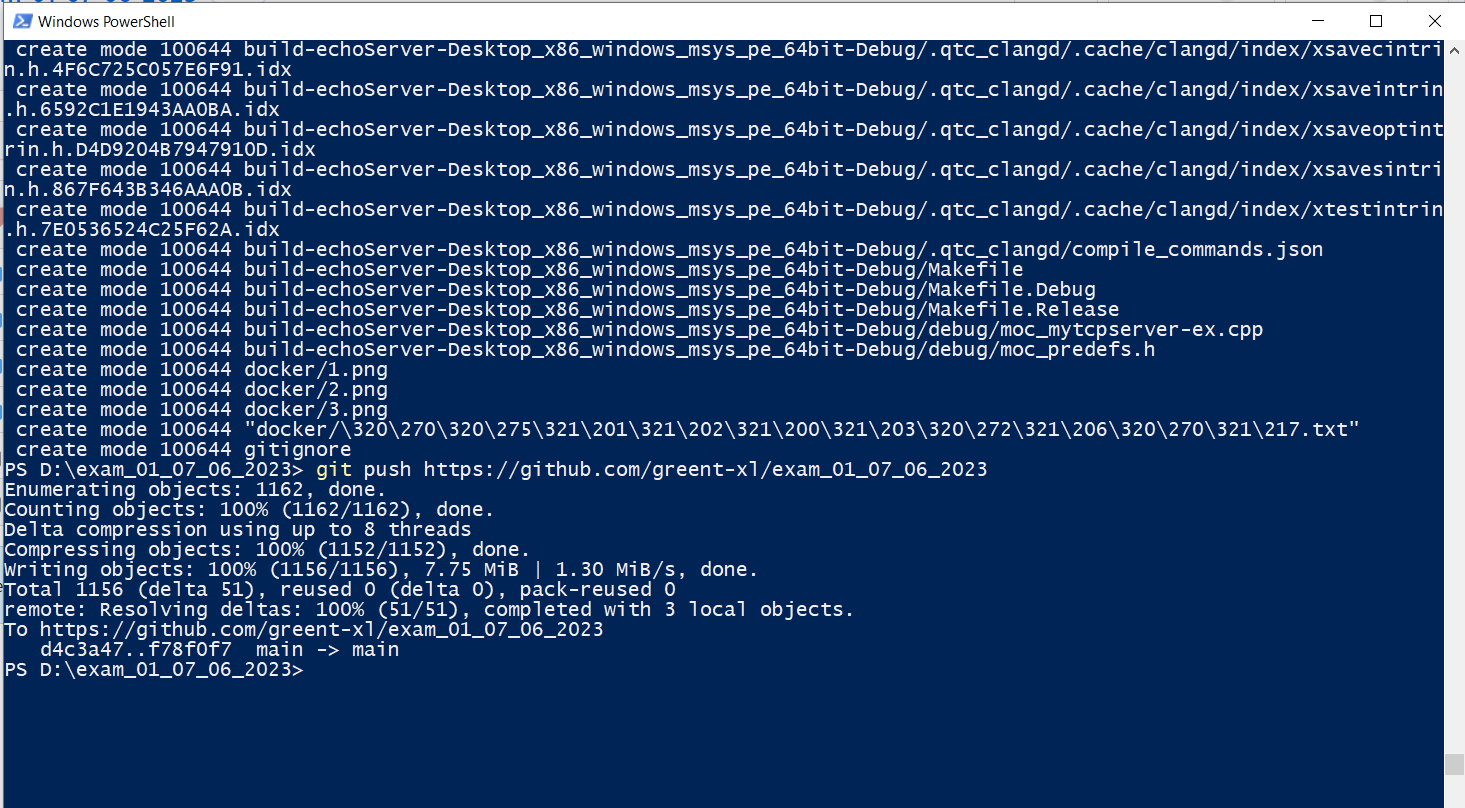 Windows PowerShell
create mode 100644 build-echoServer-Desktop_x86_windows_msys_pe_64bit-Debug/.qtc_clangd/.cache/clangd/index/xsavecintri
n.h.4F6C725C057E6F91.idx
create mode 100644 build-echoServer-Desktop_x86_windows_msys_pe_64bit-Debug/.qtc_clangd/.cache/clangd/index/xsaveintrin
.h.6592C1E1943AA0BA.idx
create mode 100644 build-echoServer-Desktop_x86_windows_msys_pe_64bit-Debug/.qtc_clangd/.cache/clangd/index/xsaveoptint
rin.h.D4D9204B7947910D.idx
create mode 100644 build-echoServer-Desktop_x86_windows_msys_pe_64bit-Debug/.qtc_clangd/.cache/clangd/index/xsavesintri
n.h.867F643B346AAA0B.idx
create mode 100644 build-echoServer-Desktop_x86_windows_msys_pe_64bit-Debug/.qtc_clangd/.cache/clangd/index/xtestintrin
.h.7E0536524C25F62A.idx
create mode 100644 build-echoServer-Desktop_x86_windows_msys_pe_64bit-Debug/.qtc_clangd/compile_commands.json
create mode 100644 build-echoServer-Desktop_x86_windows_msys_pe_64bit-Debug/Makefile
create mode 100644 build-echoServer-Desktop_x86_windows_msys_pe_64bit-Debug/Makefile.Debug
create mode 100644 build-echoServer-Desktop_x86_windows_msys_pe_64bit-Debug/Makefile.Release
create mode 100644 build-echoServer-Desktop_x86_windows_msys_pe_64bit-Debug/debug/moc_mytcpserver-ex.cpp
create mode 100644 build-echoServer-Desktop_x86_windows_msys_pe_64bit-Debug/debug/moc_predefs.h
create mode 100644 docker/1.png
create mode 100644 docker/2.png
create mode 100644 docker/3.png
create mode 100644 "docker/\320\270\320\275\321\201\321\202\321\200\321\203\320\272\321\206\320\270\321\217.txt"
create mode 100644 gitignore
PS D:\exam_01_07_06_2023> git push https://github.com/greent-xl/exam_01_07_06_2023
Enumerating objects: 1162, done.
Counting objects: 100% (1162/1162), done.
Delta compression using up to 8 threads
Compressing objects: 100% (1152/1152), done.
Writing objects: 100% (1156/1156), 7.75 MiB | 1.30 MiB/s, done.
Total 1156 (delta 51), reused 0 (delta 0), pack-reused 0
remote: Resolving deltas: 100% (51/51), completed with 3 local objects.
To https://github.com/greent-xl/exam_01_07_06_2023
d4c3a47..f78f0f7  main -> main
PS D:\exam_01_07_06_2023>